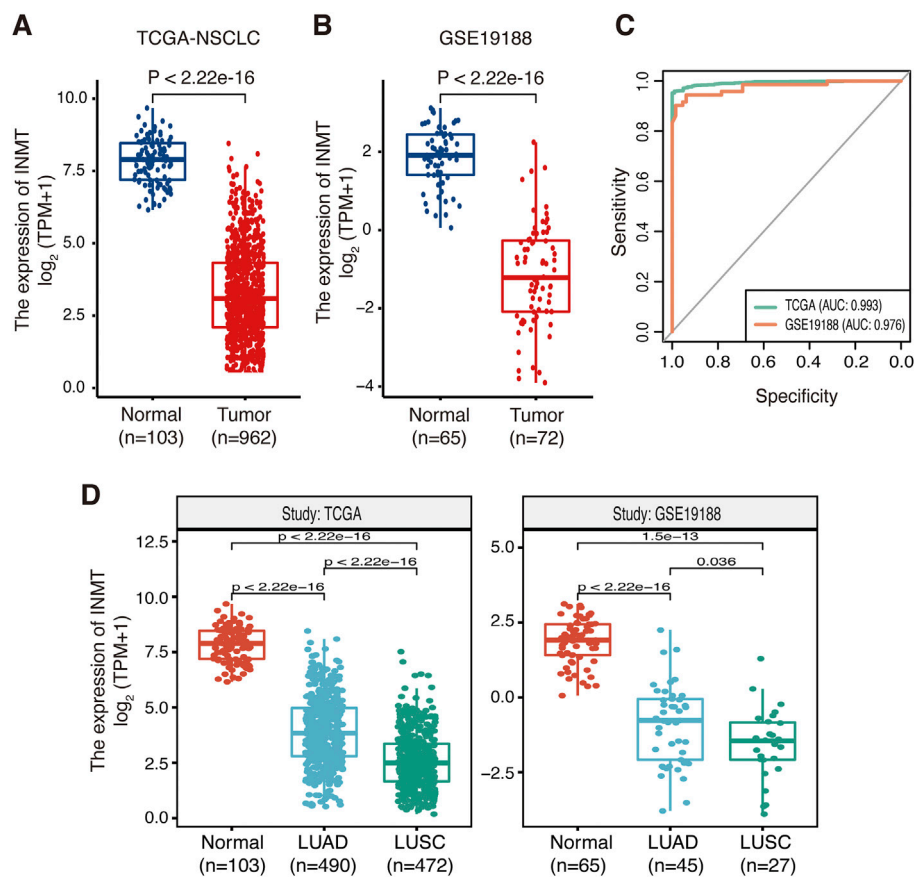 A
TCGA-NSCLC
P < 2.22e-16
The expression of INMT
log2 (TPM+1)
10.0
7.5
5.0
2.5
0.0
Normal
(n=103)
Tumor
(n=962)
B
GSE19188
P < 2.22e-16
The expression of INMT
log2 (TPM+1)
2
0
−2
−4
Normal
(n=65)
Tumor
(n=72)
C
Sensitivity
1.0
0.8
0.6
0.4
0.2
0.0
TCGA (AUC: 0.993)
GSE19188 (AUC: 0.976)
1.0 0.8 0.6 0.4 0.2 0.0
Specificity
D
The expression of INMT
log2 (TPM+1)
Study: TCGA
12.5
10.0
7.5
5.0
2.5
0.0
p < 2.22e−16
p < 2.22e−16
p < 2.22e−16
Normal
(n=103)
LUAD
(n=490)
LUSC
(n=472)
Study: GSE19188
5.0
2.5
0.0
−2.5
1.5e−13
0.036
p < 2.22e−16
Normal
(n=65)
LUAD
(n=45)
LUSC
(n=27)